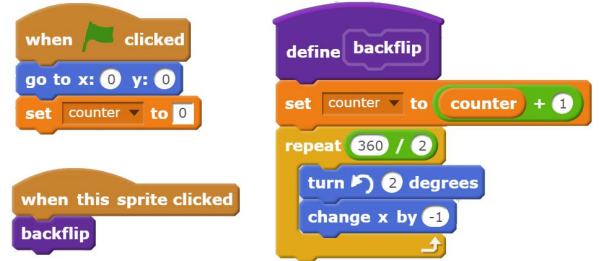 when clicked
go to x: 0 y: 0
set counter to 0
when this sprite clicked
backflip
define backflip
set counter to counter + 1
repeat 360 / 2
turn 2 degrees
change x by -1